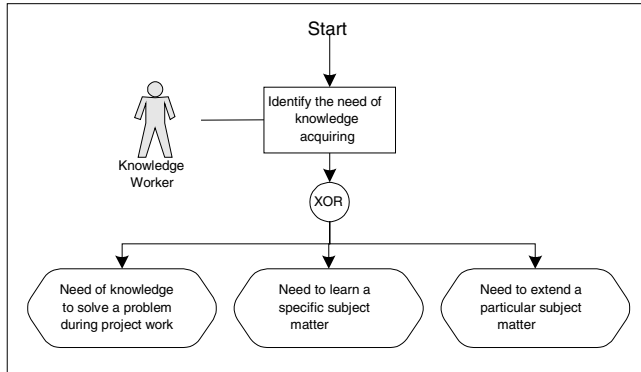 Start
Identify the need of
knowledge
acquiring
Knowledge
Worker
XOR
Need of knowledge
to solve a problem
during project work
Need to learn a
specific subject
matter
Need to extend a
particular subject
matter